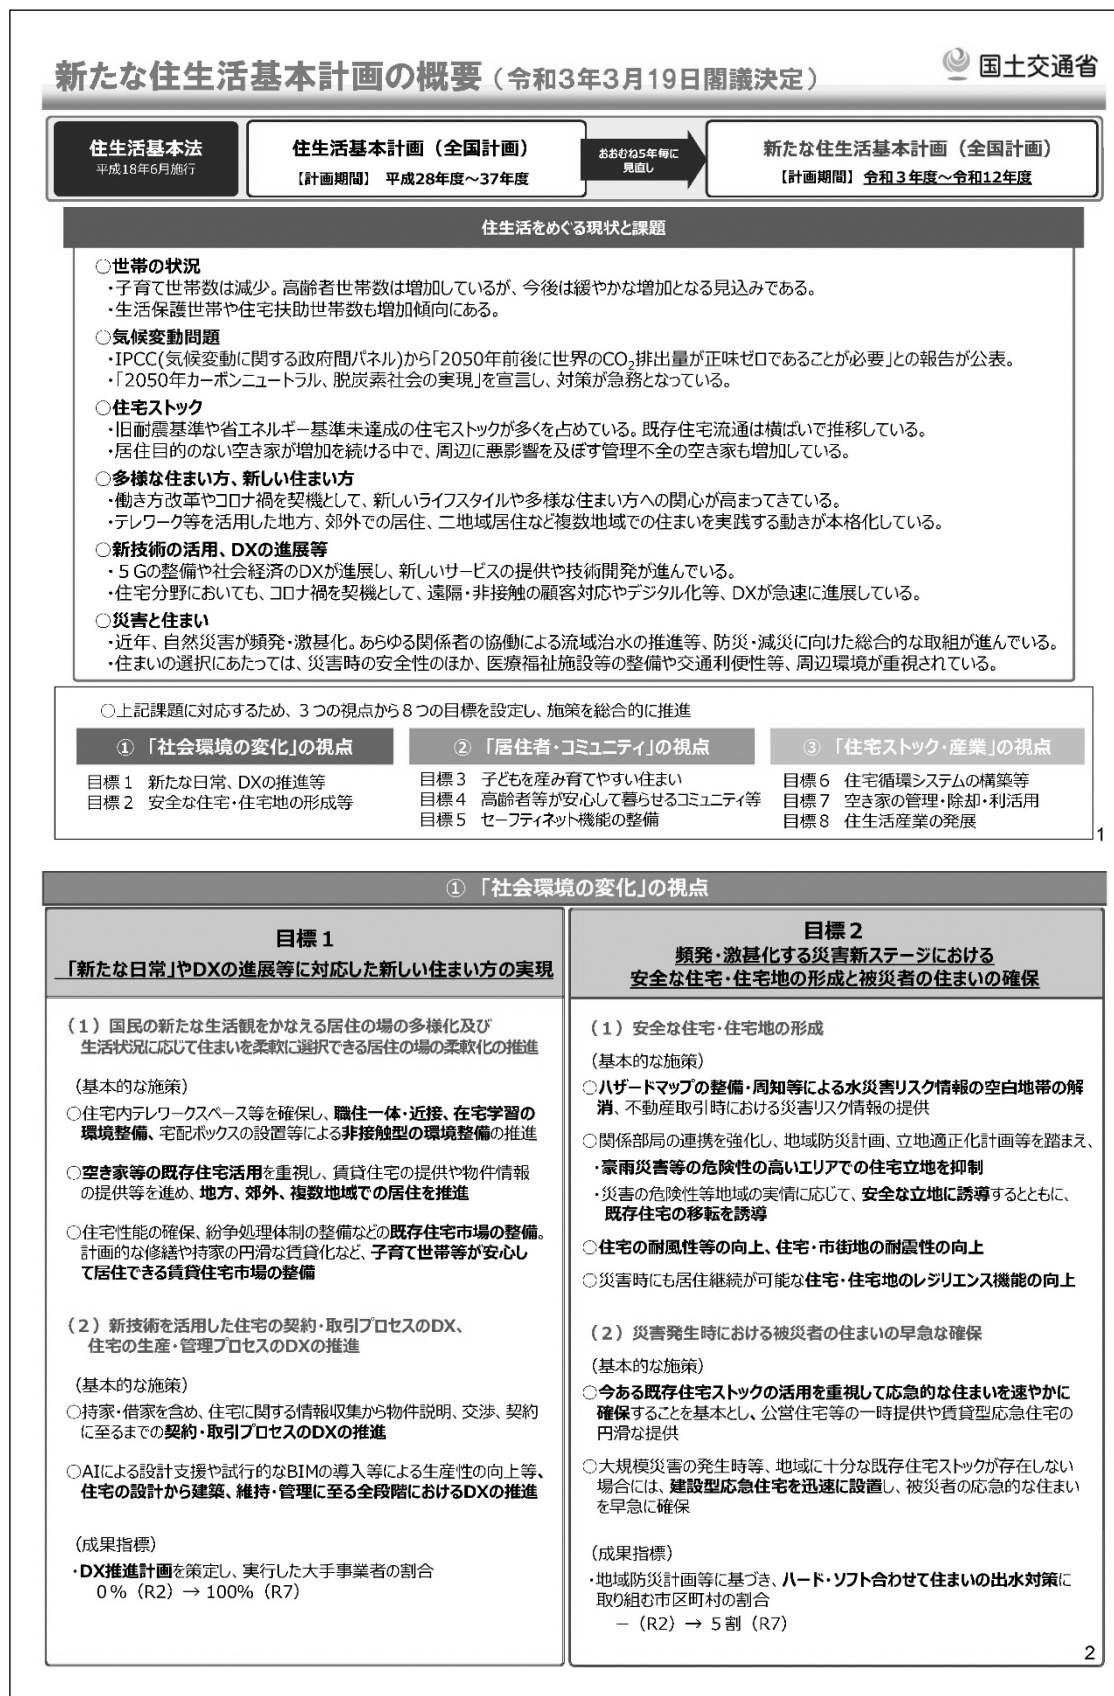 新たな住生活基本計画の概要（令和3年3月19日閣議決定）
国土交通省
住生活基本法
平成18年6月施行
住生活基本計画（全国計画）
【計画期間】 平成28年度～37年度
おおむね5年毎に
見直し
新たな住生活基本計画（全国計画）
【計画期間】 令和３年度～令和12年度
住生活をめぐる現状と課題
○世帯の状況
・子育て世帯数は減少。高齢者世帯数は増加しているが、今後は緩やかな増加となる見込みである。
・生活保護世帯や住宅扶助世帯数も増加傾向にある。
○気候変動問題
・IPCC(気候変動に関する政府間パネル)から「2050年前後に世界のCO2排出量が正味ゼロであることが必要」との報告が公表。
・「2050年カーボンニュートラル、脱炭素社会の実現」を宣言し、対策が急務となっている。
○住宅ストック
・旧耐震基準や省エネルギー基準未達成の住宅ストックが多くを占めている。既存住宅流通は横ばいで推移している。
・居住目的のない空き家が増加を続ける中で、周辺に悪影響を及ぼす管理不全の空き家も増加している。
○多様な住まい方、新しい住まい方
・働き方改革やコロナ禍を契機として、新しいライフスタイルや多様な住まい方への関心が高まってきている。
・テレワーク等を活用した地方、郊外での居住、二地域居住など複数地域での住まいを実践する動きが本格化している。
○新技術の活用、DXの進展等
・５Gの整備や社会経済のDXが進展し、新しいサービスの提供や技術開発が進んでいる。
・住宅分野においても、コロナ禍を契機として、遠隔・非接触の顧客対応やデジタル化等、DXが急速に進展している。
○災害と住まい
・近年、自然災害が頻発・激甚化。あらゆる関係者の協働による流域治水の推進等、防災・減災に向けた総合的な取組が進んでいる。
・住まいの選択にあたっては、災害時の安全性のほか、医療福祉施設等の整備や交通利便性等、周辺環境が重視されている。
○上記課題に対応するため、３つの視点から８つの目標を設定し、施策を総合的に推進
① 「社会環境の変化」の視点
目標１ 新たな日常、DXの推進等
目標２ 安全な住宅・住宅地の形成等
② 「居住者・コミュニティ」の視点
目標３ 子どもを産み育てやすい住まい
目標４ 高齢者等が安心して暮らせるコミュニティ等
目標５ セーフティネット機能の整備
③ 「住宅ストック・産業」の視点
目標６ 住宅循環システムの構築等
目標７ 空き家の管理・除却・利活用
目標８ 住生活産業の発展
1
① 「社会環境の変化」の視点
目標１
「新たな日常」やDXの進展等に対応した新しい住まい方の実現
（１）国民の新たな生活観をかなえる居住の場の多様化及び
生活状況に応じて住まいを柔軟に選択できる居住の場の柔軟化の推進
（基本的な施策）
○住宅内テレワークスペース等を確保し、職住一体・近接、在宅学習の
環境整備、宅配ボックスの設置等による非接触型の環境整備の推進
○空き家等の既存住宅活用を重視し、賃貸住宅の提供や物件情報
の提供等を進め、地方、郊外、複数地域での居住を推進
○住宅性能の確保、紛争処理体制の整備などの既存住宅市場の整備。
計画的な修繕や持家の円滑な賃貸化など、子育て世帯等が安心し
て居住できる賃貸住宅市場の整備
（２）新技術を活用した住宅の契約・取引プロセスのDX、
住宅の生産・管理プロセスのDXの推進
（基本的な施策）
○持家・借家を含め、住宅に関する情報収集から物件説明、交渉、契約
に至るまでの契約・取引プロセスのDXの推進
○AIによる設計支援や試行的なBIMの導入等による生産性の向上等、
住宅の設計から建築、維持・管理に至る全段階におけるDXの推進
（成果指標）
・DX推進計画を策定し、実行した大手事業者の割合
０％（R2）→ 100％（R7）
目標２
頻発・激甚化する災害新ステージにおける
安全な住宅・住宅地の形成と被災者の住まいの確保
（１）安全な住宅・住宅地の形成
（基本的な施策）
○ハザードマップの整備・周知等による水災害リスク情報の空白地帯の解
消、不動産取引時における災害リスク情報の提供
○関係部局の連携を強化し、地域防災計画、立地適正化計画等を踏まえ、
・豪雨災害等の危険性の高いエリアでの住宅立地を抑制
・災害の危険性等地域の実情に応じて、安全な立地に誘導するとともに、
既存住宅の移転を誘導
○住宅の耐風性等の向上、住宅・市街地の耐震性の向上
○災害時にも居住継続が可能な住宅・住宅地のレジリエンス機能の向上
（２）災害発生時における被災者の住まいの早急な確保
（基本的な施策）
○今ある既存住宅ストックの活用を重視して応急的な住まいを速やかに
確保することを基本とし、公営住宅等の一時提供や賃貸型応急住宅の
円滑な提供
○大規模災害の発生時等、地域に十分な既存住宅ストックが存在しない
場合には、建設型応急住宅を迅速に設置し、被災者の応急的な住まい
を早急に確保
（成果指標）
・地域防災計画等に基づき、ハード・ソフト合わせて住まいの出水対策に
取り組む市区町村の割合
－（R2）→ ５割（R7）
2